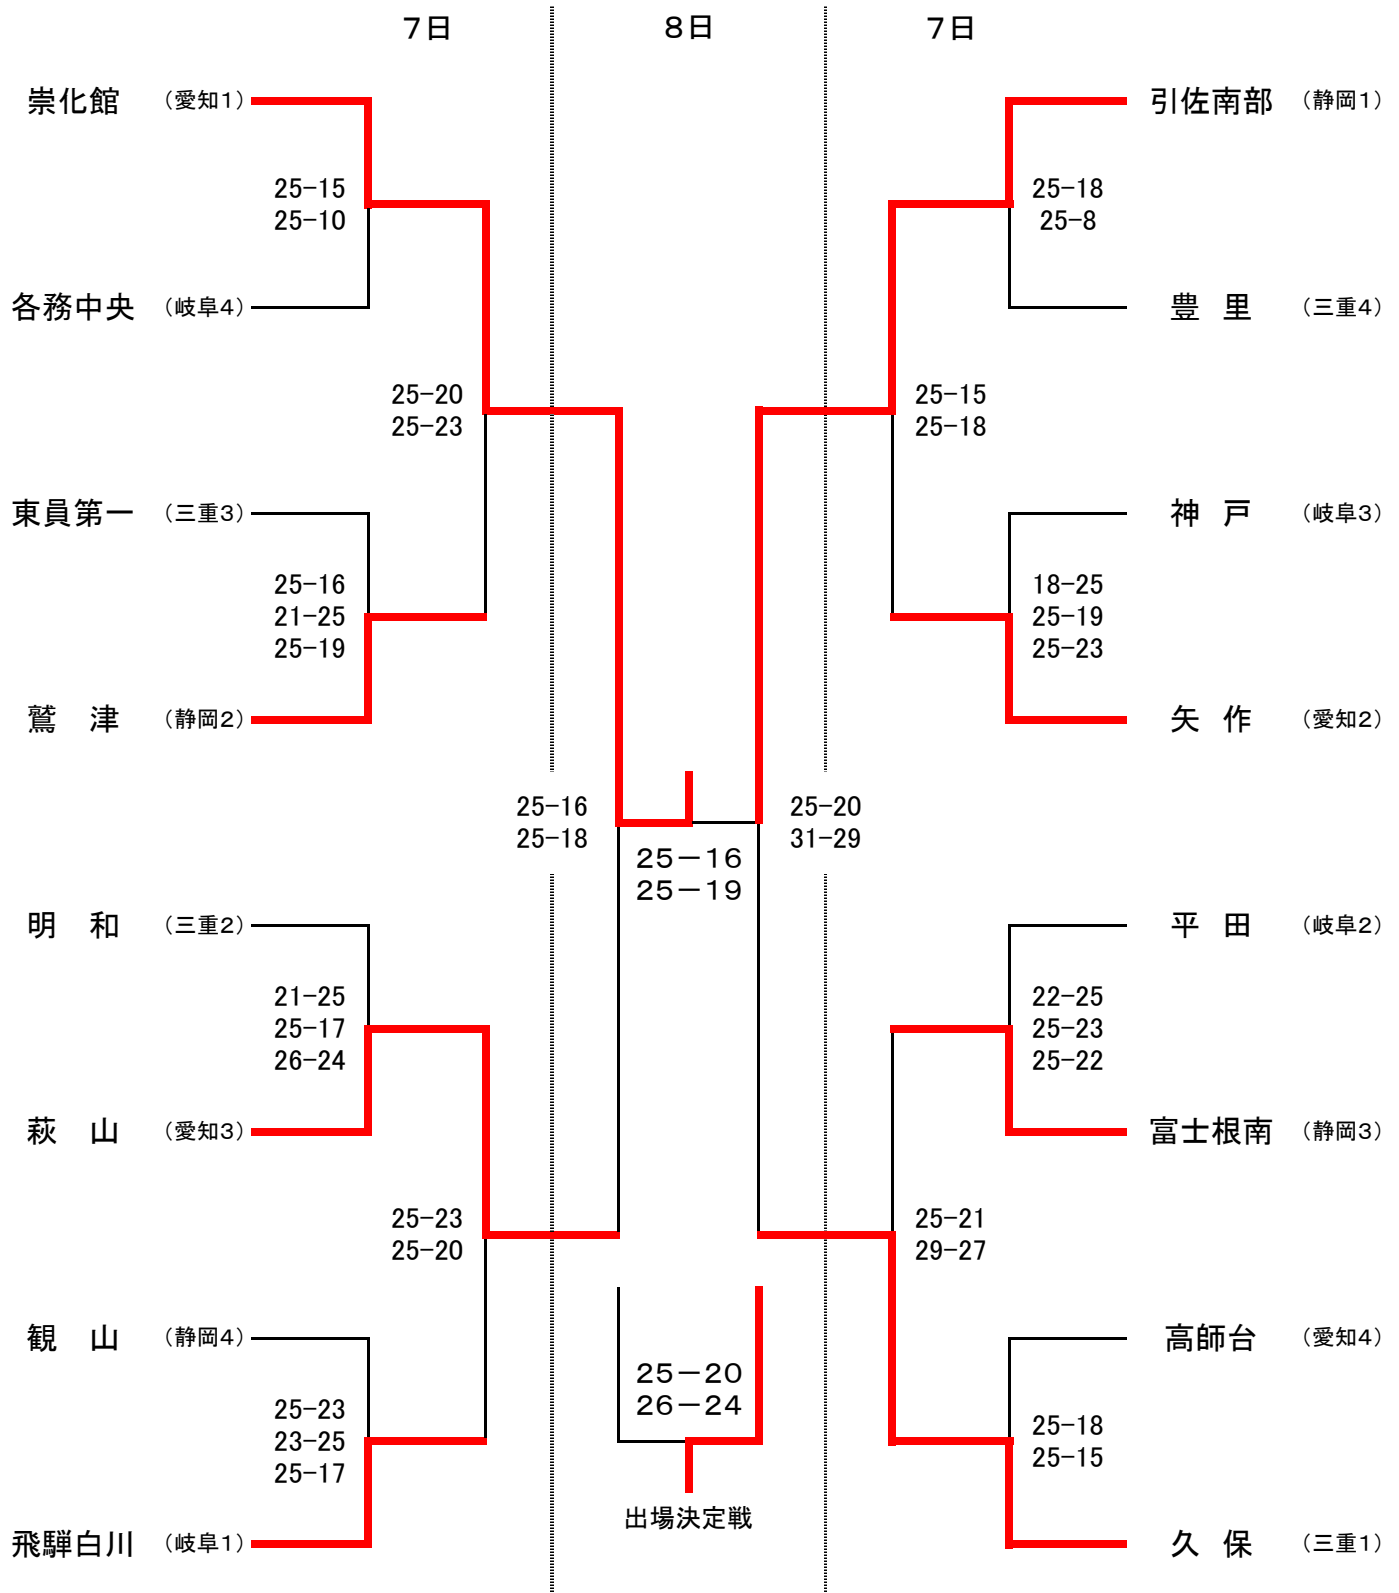 7日
8日
7日
崇化館 （愛知1）
25-15
25-10
各務中央 （岐阜4）
25-20
25-23
東員第一 （三重3）
25-16
21-25
25-19
鷲 津 （静岡2）
25-16
25-18
明 和 （三重2）
21-25
25-17
26-24
萩 山 （愛知3）
25-23
25-20
観 山 （静岡4）
25-23
23-25
25-17
飛騨白川 （岐阜1）
25－16
25－19
25－20
26－24
出場決定戦
引佐南部 （静岡1）
25-18
25-8
豊 里 （三重4）
25-15
25-18
神 戸 （岐阜3）
18-25
25-19
25-23
矢 作 （愛知2）
25-20
31-29
平 田 （岐阜2）
22-25
25-23
25-22
富士根南 （静岡3）
25-21
29-27
高師台 （愛知4）
25-18
25-15
久 保 （三重1）